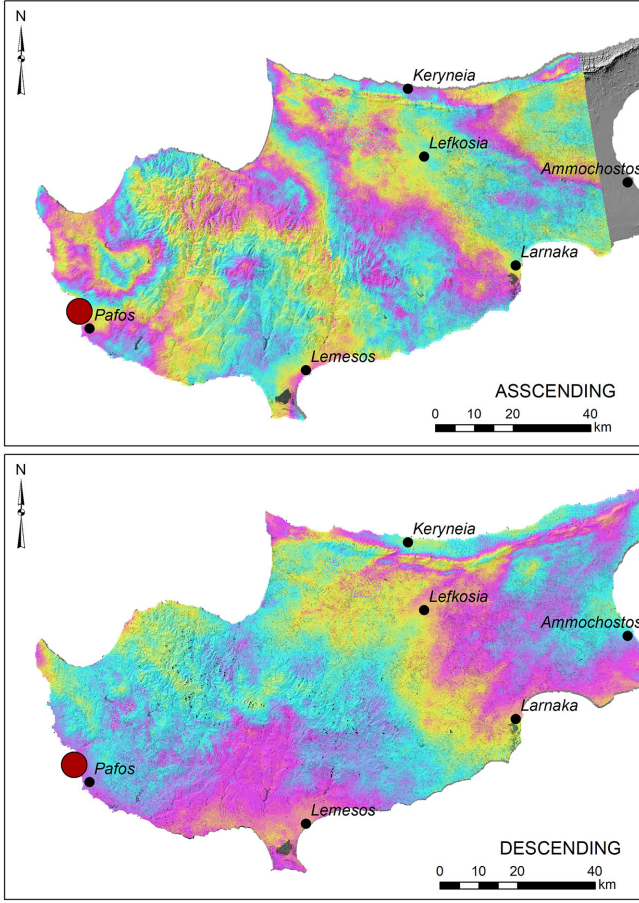 N
Keryneia
Lefkosia
Ammochostos
Larnaka
Pafos
Lemesos
ASSCENDING
0 10 20 40
km
N
Keryneia
Lefkosia
Ammochostos
Larnaka
Pafos
Lemesos
DESCENDING
0 10 20 40
km